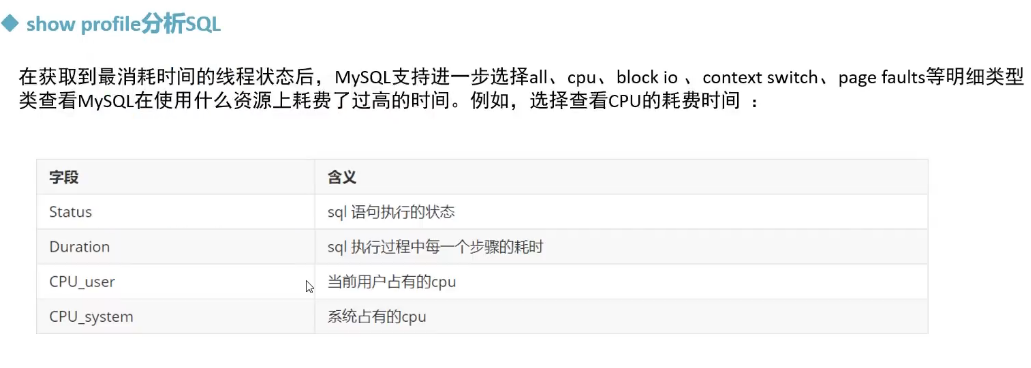 show profile分析SQL
在获取到最消耗时间的线程状态后，MySQL支持进一步选择all、cpu、block io 、context switch、page faults等明细类型
类查看MySQL在使用什么资源上耗费了过高的时间。例如，选择查看CPU的耗费时间 ：
字段 含义
Status sql 语句执行的状态
Duration sql 执行过程中每一个步骤的耗时
CPU_user 当前用户占有的cpu
CPU_system 系统占有的cpu